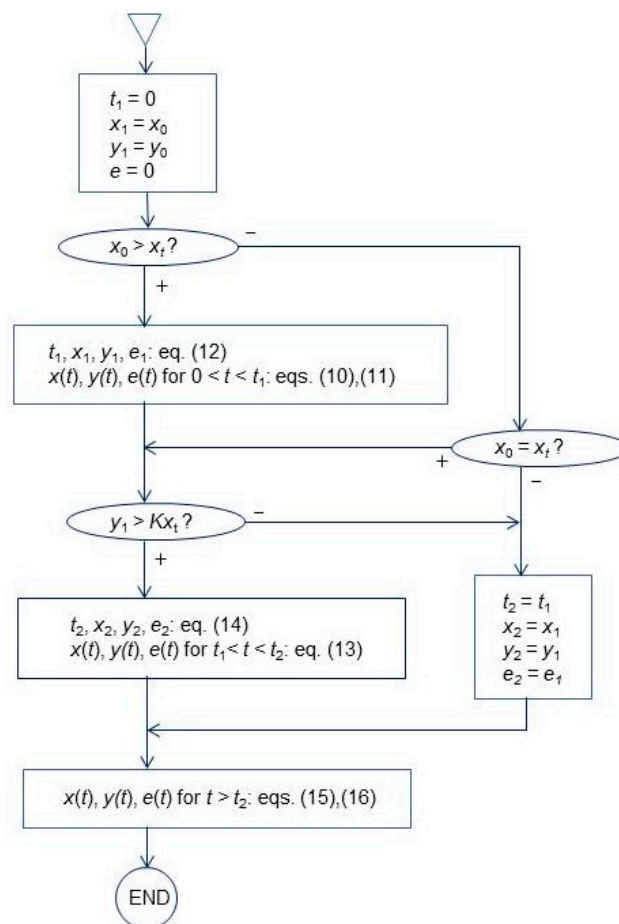 t₁ = 0
x₁ = x₀
y₁ = y₀
e = 0
x₀ > xₜ?
–
+
t₁, x₁, y₁, e₁: eq. (12)
x(t), y(t), e(t) for 0 < t < t₁: eqs. (10),(11)
x₀ = xₜ?
+
–
y₁ > Kxₜ?
–
+
t₂ = t₁
x₂ = x₁
y₂ = y₁
e₂ = e₁
t₂, x₂, y₂, e₂: eq. (14)
x(t), y(t), e(t) for t₁< t < t₂: eq. (13)
x(t), y(t), e(t) for t > t₂: eqs. (15),(16)
END